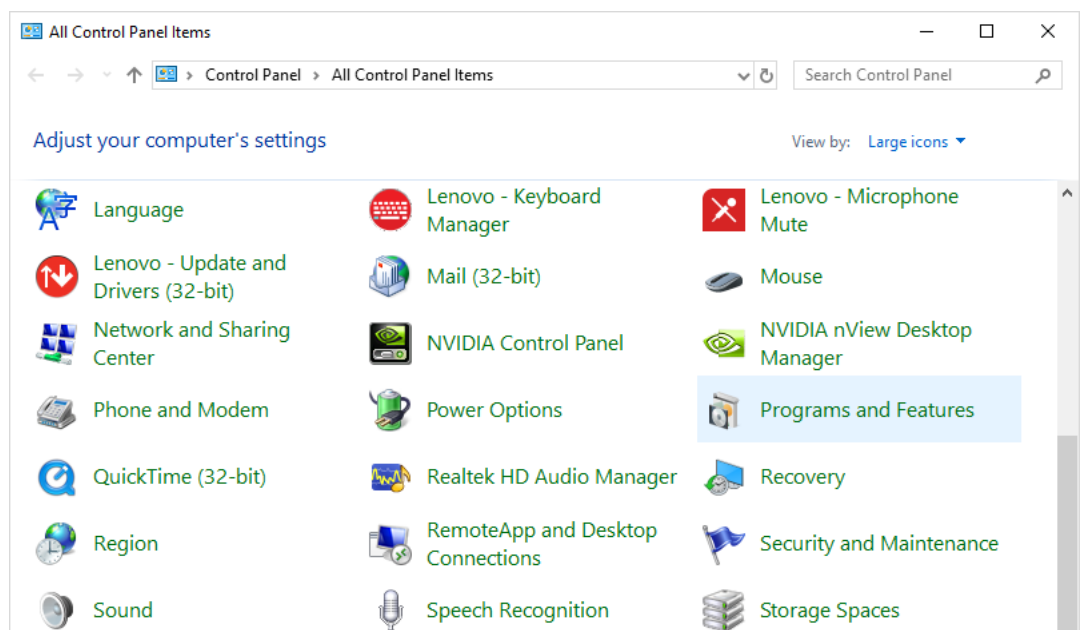 All Control Panel Items
Control Panel > All Control Panel Items
Search Control Panel
Adjust your computer's settings
View by: Large icons
Language
Lenovo - Keyboard
Manager
Lenovo - Microphone
Mute
Lenovo - Update and
Drivers (32-bit)
Mail (32-bit)
Mouse
Network and Sharing
Center
NVIDIA Control Panel
NVIDIA nView Desktop
Manager
Phone and Modem
Power Options
Programs and Features
QuickTime (32-bit)
Realtek HD Audio Manager
Recovery
Region
RemoteApp and Desktop
Connections
Security and Maintenance
Sound
Speech Recognition
Storage Spaces